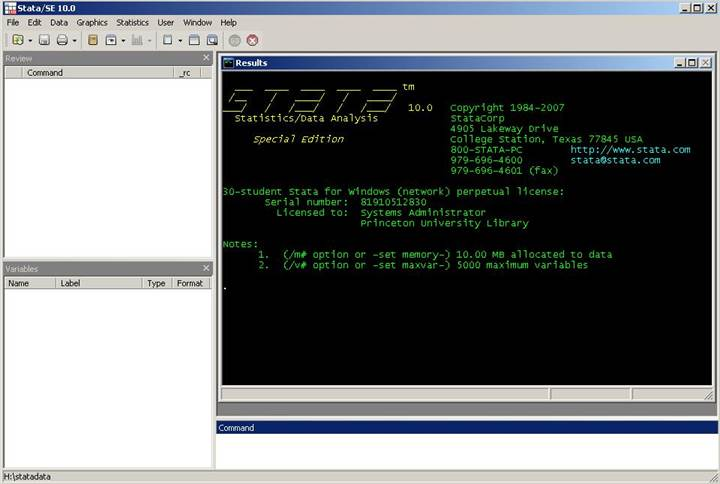 Stata/SE 10.0
File Edit Data Graphics Statistics User Window Help
Review
Command _rc
Variables
Name Label Type Format
Results
STATA tm
10.0 Copyright 1984-2007
Statistics/Data Analysis StataCorp
4905 Lakeway Drive
Special Edition College Station, Texas 77845 USA
800-STATA-PC http://www.stata.com
979-696-4600 stata@stata.com
979-696-4601 (fax)
30-student Stata for Windows (network) perpetual license:
Serial number: 81910512830
Licensed to: Systems Administrator
Princeton University Library
Notes:
1. (/m# option or -set memory-) 10.00 MB allocated to data
2. (/v# option or -set maxvar-) 5000 maximum variables
.
Command
H:\statadata